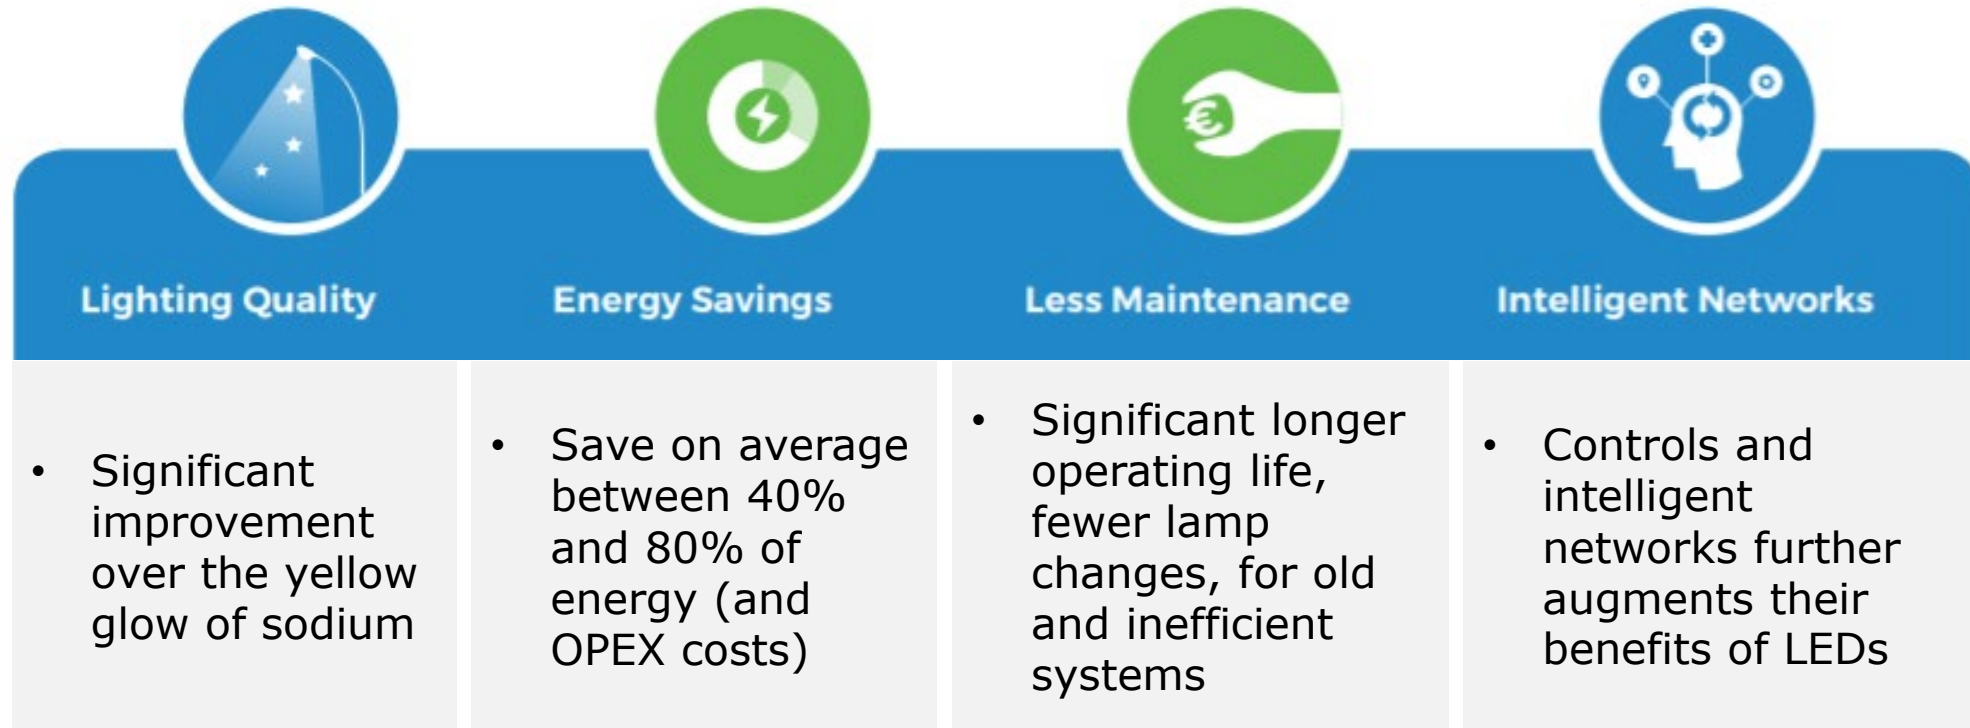 Lighting Quality
Energy Savings
Less Maintenance
Intelligent Networks
€
• Significant
improvement
over the yellow
glow of sodium
• Save on average
between 40%
and 80% of
energy (and
OPEX costs)
• Significant longer
operating life,
fewer lamp
changes, for old
and inefficient
systems
• Controls and
intelligent
networks further
augments their
benefits of LEDs